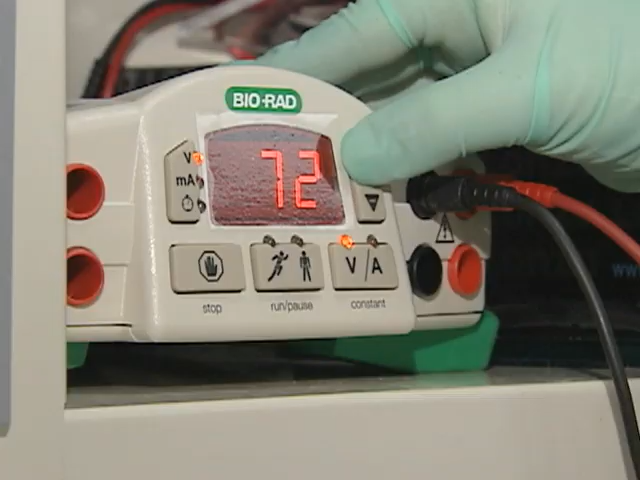 BIO-RAD
V
72
mA
V/A
stop
run/pause
constant